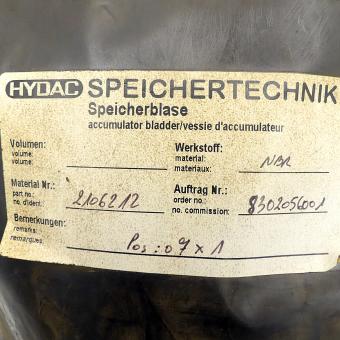 HYDAC SPEICHERTECHNIK
Speicherblase
accumulator bladder/vessie d'accumulateur
Volumen:
volume:
volume:
Werkstoff:
material:
materiaux:
NBR
Material Nr.:
part no.:
no. d'ident.:
2106212
Auftrag Nr.:
order no.:
no. commission:
8302056001
Bemerkungen:
remarks:
remarques:
Pos: 07 x 1